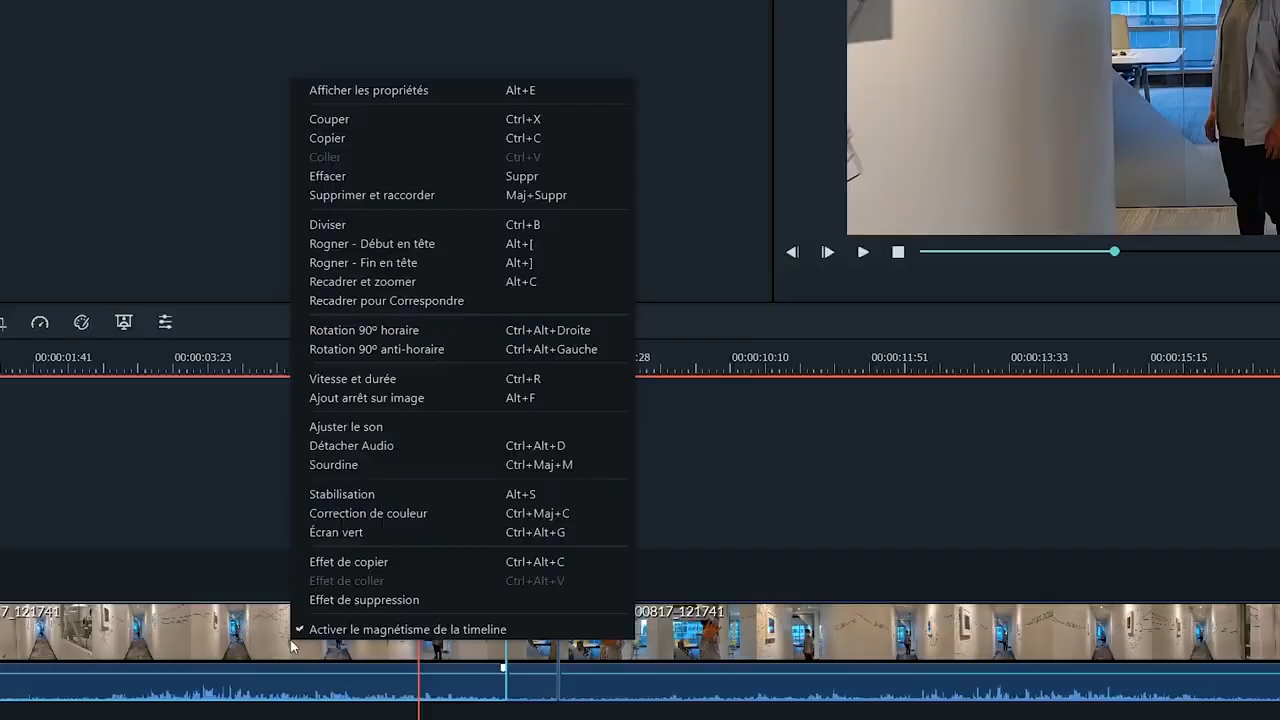 Afficher les propriétés Alt+E
Couper Ctrl+X
Copier Ctrl+C
Coller Ctrl+V
Effacer Suppr
Supprimer et raccorder Maj+Suppr
Diviser Ctrl+B
Rogner - Début en tête Alt+[
Rogner - Fin en tête Alt+]
Recadrer et zoomer Alt+C
Recadrer pour Correspondre
Rotation 90º horaire Ctrl+Alt+Droite
Rotation 90º anti-horaire Ctrl+Alt+Gauche
00:00:01:41 00:00:03:23 :28 00:00:10:10 00:00:11:51 00:00:13:33 00:00:15:15
Vitesse et durée Ctrl+R
Ajout arrêt sur image Alt+F
Ajuster le son
Détacher Audio Ctrl+Alt+D
Sourdine Ctrl+Maj+M
Stabilisation Alt+S
Correction de couleur Ctrl+Maj+C
Écran vert Ctrl+Alt+G
Effet de copier Ctrl+Alt+C
Effet de coller Ctrl+Alt+V
Effet de suppression
7_121741 00817_121741
Activer le magnétisme de la timeline